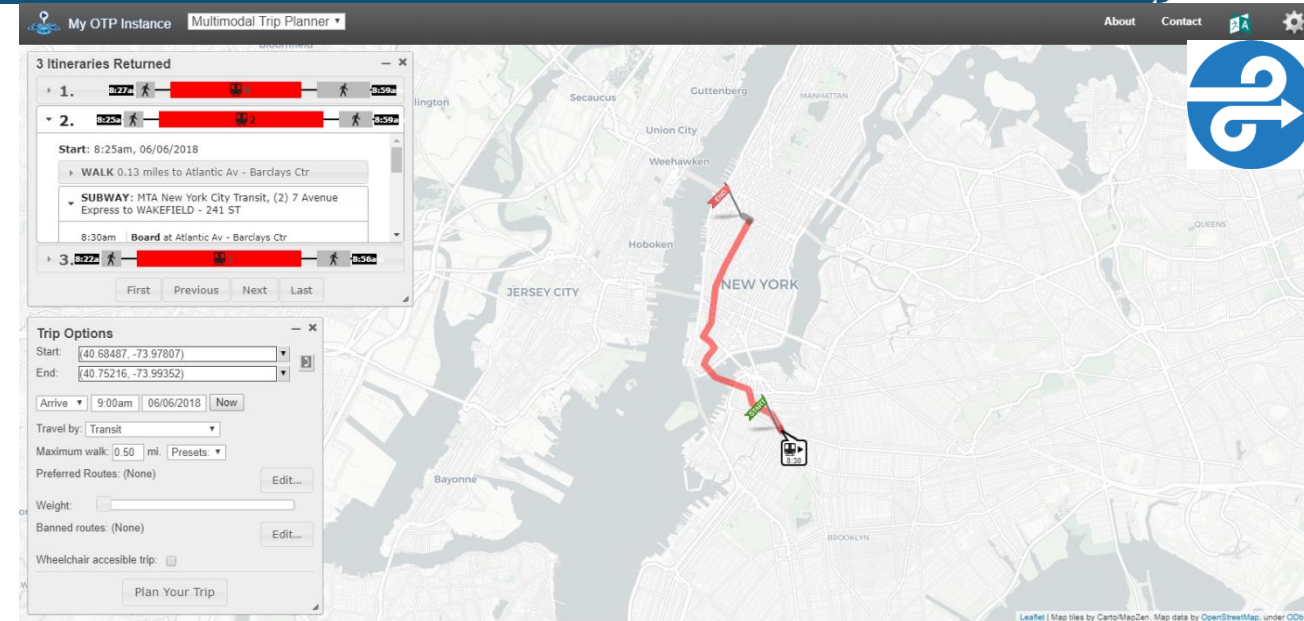 My OTP Instance Multimodal Trip Planner
About Contact
3 Itineraries Returned
1. 8:27a 8:59a
2. 8:25a 2 8:59a
Start: 8:25am, 06/06/2018
WALK 0.13 miles to Atlantic Av - Barclays Ctr
SUBWAY: MTA New York City Transit, (2) 7 Avenue
Express to WAKEFIELD - 241 ST
8:30am Board at Atlantic Av - Barclays Ctr
3. 8:22a 8:56a
First Previous Next Last
Trip Options
Start: (40.68487, -73.97807)
End: (40.75216, -73.99352)
Arrive 9:00am 06/06/2018 Now
Travel by: Transit
Maximum walk: 0.50 mi. Presets:
Preferred Routes: (None) Edit...
Weight:
Banned routes: (None) Edit...
Wheelchair accesible trip:
Plan Your Trip
lington
Secaucus
Guttenberg
MANHATTAN
Union City
Weehawken
END
QUEENS
Hoboken
JERSEY CITY
NEW YORK
START
8:30
Bayonne
BROOKLYN
Leaflet | Map tiles by Carto/MapZen. Map data by OpenStreetMap, under ODb